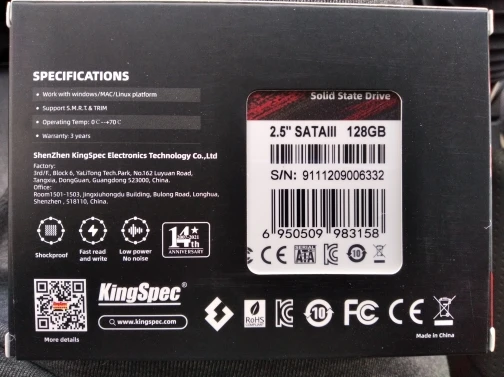 SPECIFICATIONS
Work with windows/MAC/Linux platform
Support S.M.R.T.& TRIM
Operating Temp: 0℃--+70℃
Warranty: 3 years
ShenZhen KingSpec Electronics Technology Co.,Ltd
Factory:
3rd/F., Block 6, YaLiTong Tech.Park, No.162 Luyuan Road,
Tangxia, DongGuan, Guangdong 523000, China.
Office:
Room1501-1503, jingxiuhongdu Building, Bulong Road, Longhua,
Shenzhen , 518110, China.
Shockproof
Fast read
and write
Low power
No noise
14th
2021
ANNIVERSARY
Solid State Drive
2.5" SATAIII 128GB
S/N: 9111209006332
6 950509 983158
CE
SERIAL
SATA
10
More details
KingSpec®
www.kingspec.com
RoHS
COMPLIANT
10
FC
CE
Made in China